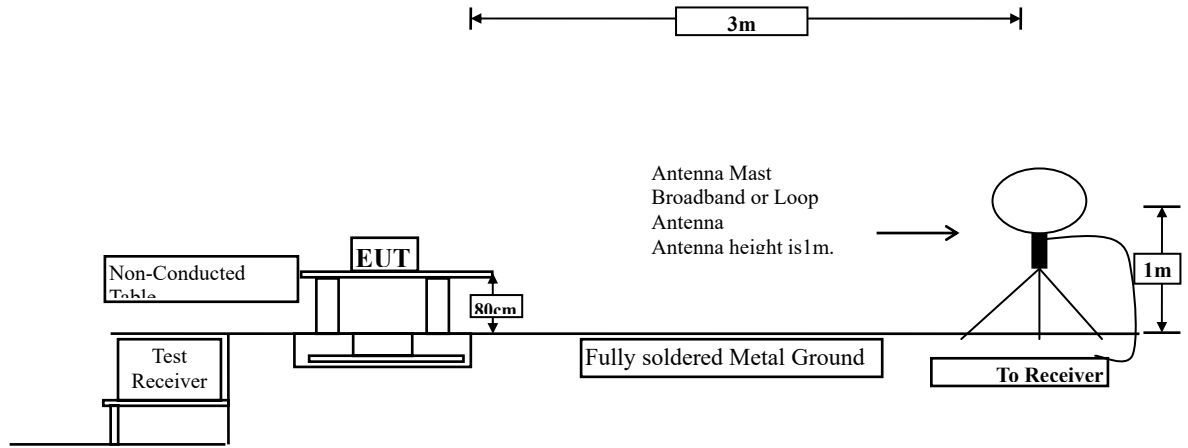 3m
Antenna Mast
Broadband or Loop
Antenna
Antenna height is1m.
EUT
Non-Conducted
Table
80cm
1m
Test
Receiver
Fully soldered Metal Ground
To Receiver